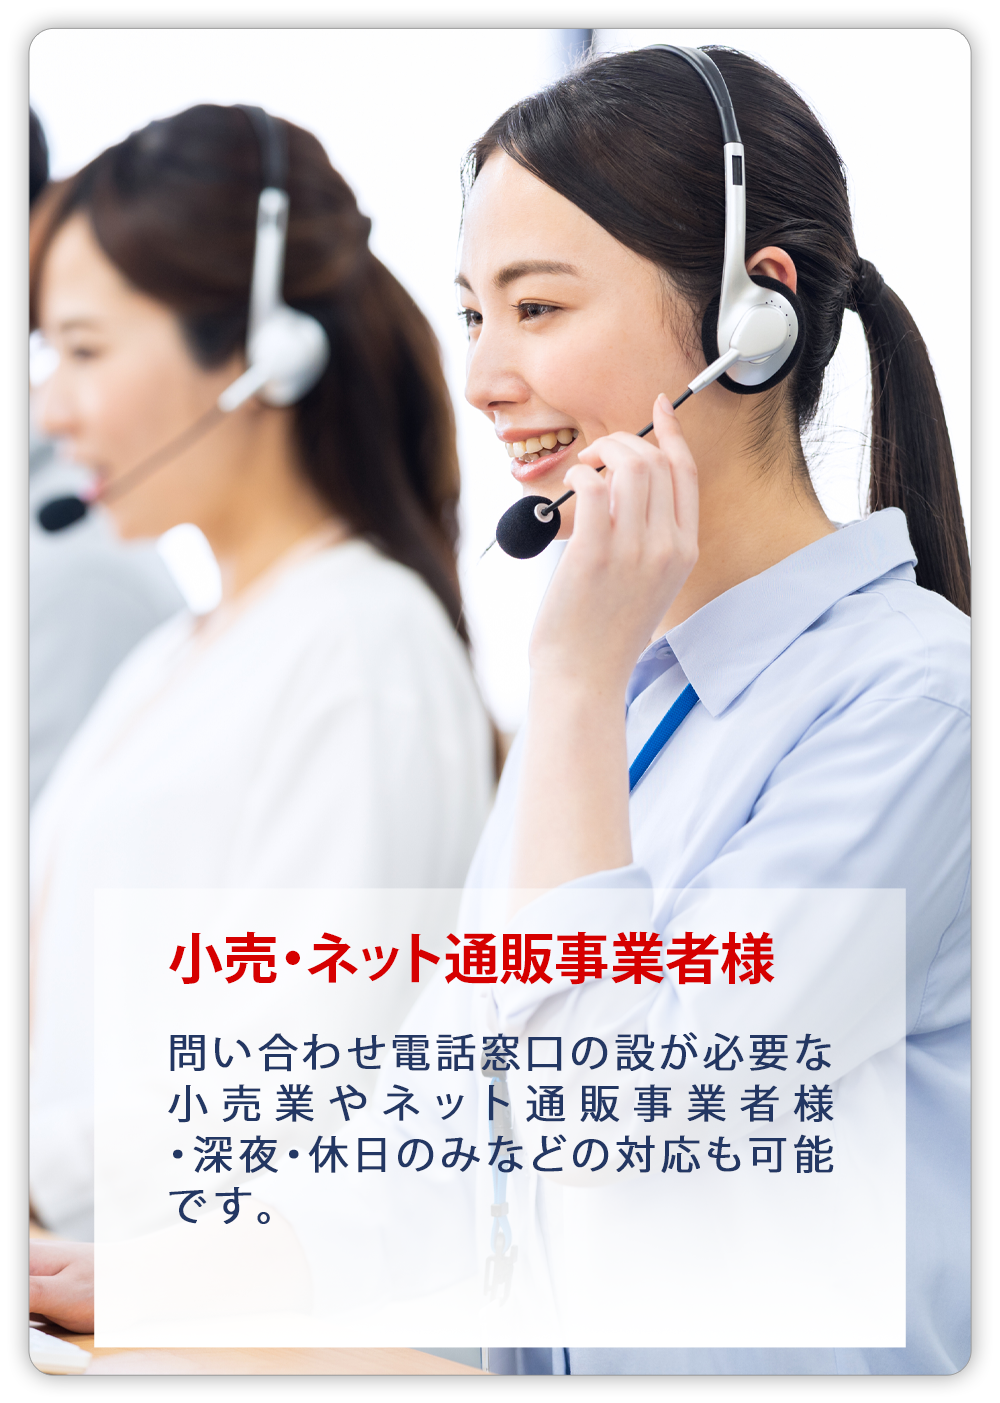 小売・ネット通販事業者様
問い合わせ電話窓口の設が必要な
小売業やネット通販事業者様
・深夜・休日のみなどの対応も可能
です。